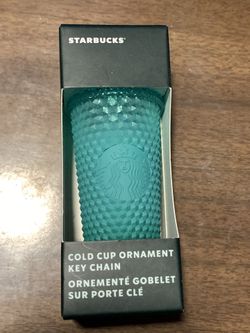 STARBUCKS®
COLD CUP ORNAMENT
KEY CHAIN
ORNEMENTÉ GOBELET
SUR PORTE CLÉ